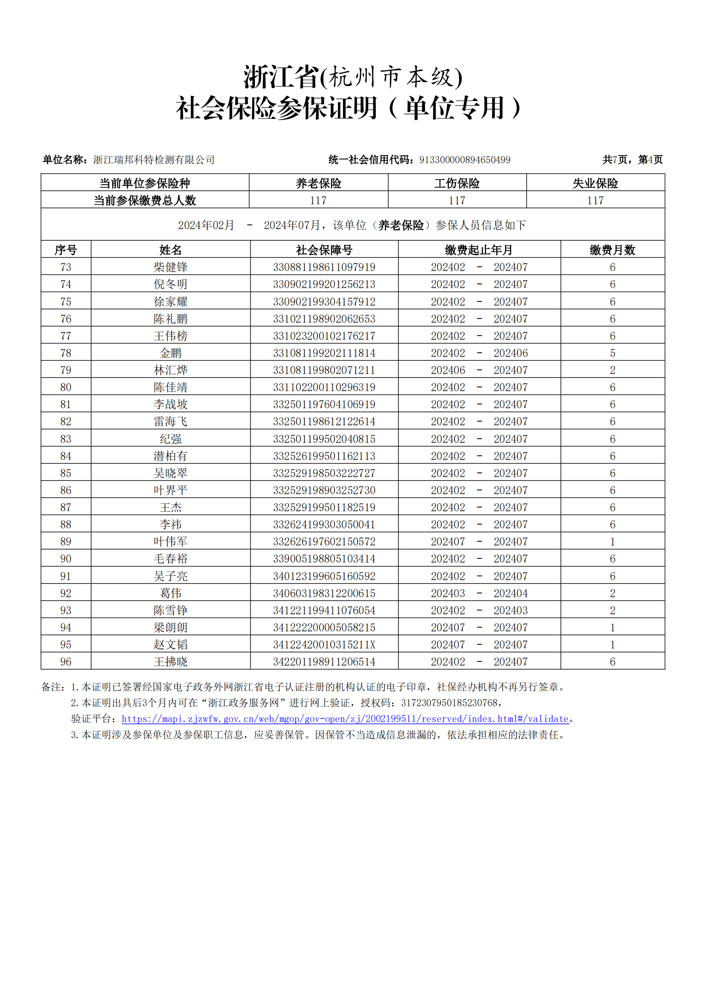 浙江省(杭州市本级)
社会保险参保证明（单位专用）
单位名称：浙江瑞邦科特检测有限公司 统一社会信用代码：913300000894650499 共7页，第4页
当前单位参保险种 养老保险 工伤保险 失业保险
当前参保缴费总人数 117 117 117
2024年02月 - 2024年07月，该单位（养老保险）参保人员信息如下
序号 姓名 社会保障号 缴费起止年月 缴费月数
73 柴健锋 330881198611097919 202402 - 202407 6
74 倪冬明 330902199201256213 202402 - 202407 6
75 徐家耀 330902199304157912 202402 - 202407 6
76 陈礼鹏 331021198902062653 202402 - 202407 6
77 王伟榜 331023200102176217 202402 - 202407 6
78 金鹏 331081199202111814 202402 - 202406 5
79 林汇烨 331081199802071211 202406 - 202407 2
80 陈佳靖 331102200110296319 202402 - 202407 6
81 李战坡 332501197604106919 202402 - 202407 6
82 雷海飞 332501198612122614 202402 - 202407 6
83 纪强 332501199502040815 202402 - 202407 6
84 潜柏有 332526199501162113 202402 - 202407 6
85 吴晓翠 332529198503222727 202402 - 202407 6
86 叶界平 332529198903252730 202402 - 202407 6
87 王杰 332529199501182519 202402 - 202407 6
88 李祎 332624199303050041 202402 - 202407 6
89 叶伟军 332626197602150572 202407 - 202407 1
90 毛春裕 339005198805103414 202402 - 202407 6
91 吴子亮 340123199605160592 202402 - 202407 6
92 葛伟 340603198312200615 202403 - 202404 2
93 陈雪铮 341221199411076054 202402 - 202403 2
94 梁朗朗 341222200005058215 202407 - 202407 1
95 赵文韬 34122420010315211X 202407 - 202407 1
96 王拂晓 342201198911206514 202402 - 202407 6
备注：1.本证明已签署经国家电子政务外网浙江省电子认证注册的机构认证的电子印章，社保经办机构不再另行签章。
2.本证明出具后3个月内可在“浙江政务服务网”进行网上验证，授权码：3172307950185230768，
验证平台：https://mapi.zjzwfw.gov.cn/web/mgop/gov-open/zj/2002199511/reserved/index.html#/validate。
3.本证明涉及参保单位及参保职工信息，应妥善保管。因保管不当造成信息泄漏的，依法承担相应的法律责任。